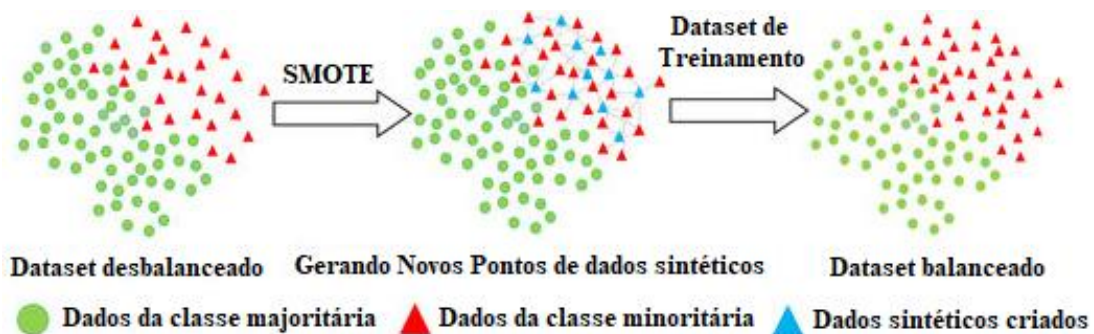 SMOTE
Dataset de
Treinamento
Dataset desbalanceado
Gerando Novos Pontos de dados sintéticos
Dataset balanceado
Dados da classe majoritária
Dados da classe minoritária
Dados sintéticos criados